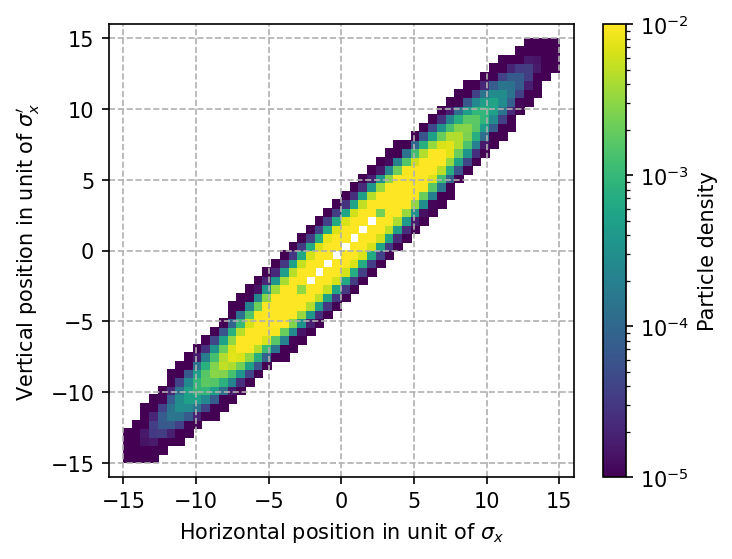 15
10
5
0
−5
−10
−15
Vertical position in unit of σ′ₓ
−15 −10 −5 0 5 10 15
Horizontal position in unit of σₓ
10⁻²
10⁻³
10⁻⁴
10⁻⁵
Particle density